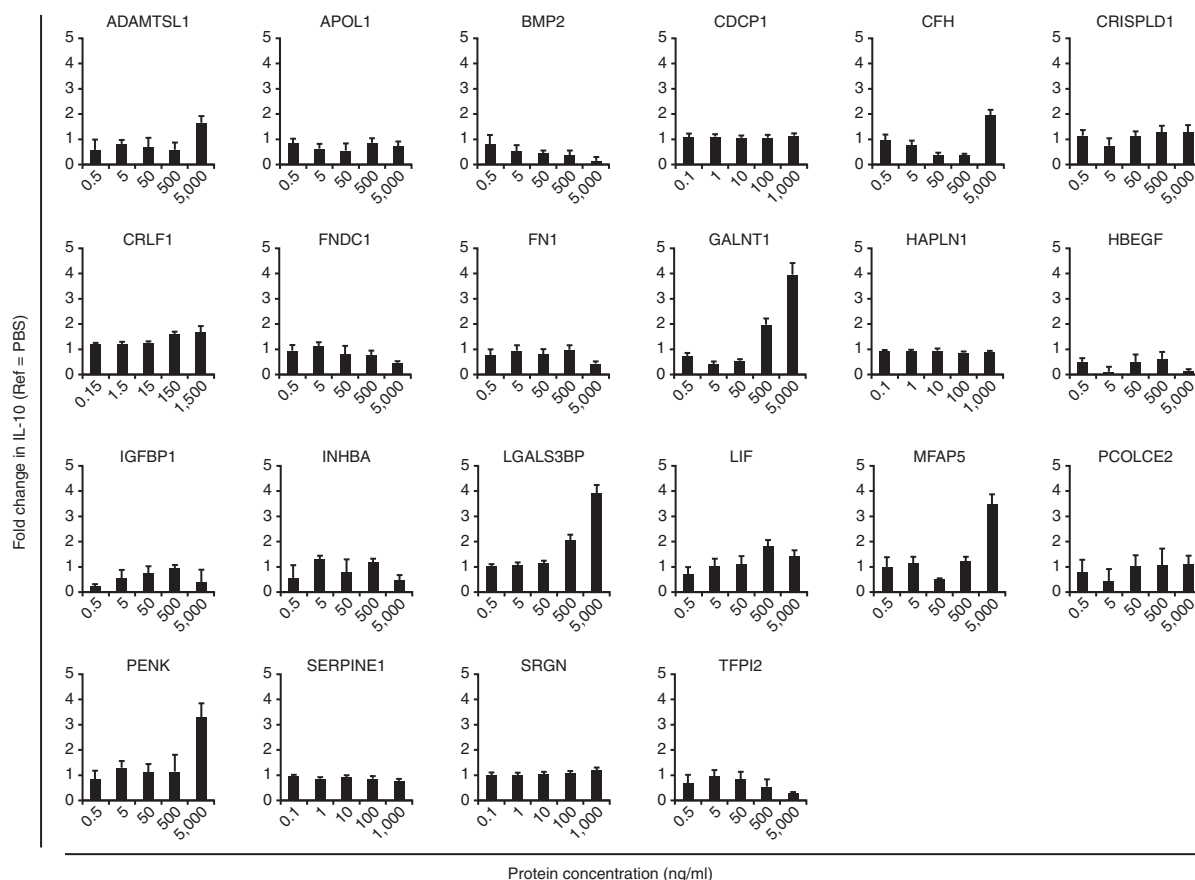 Fold change in IL-10 (Ref = PBS)
ADAMTSL1 APOL1 BMP2 CDCP1 CFH CRISPLD1
5 5 5 5 5 5
4 4 4 4 4 4
3 3 3 3 3 3
2 2 2 2 2 2
1 1 1 1 1 1
0 0 0 0 0 0
0.5 5 50 500 5,000 0.5 5 50 500 5,000 0.5 5 50 500 5,000 0.1 1 10 100 1,000 0.5 5 50 500 5,000 0.5 5 50 500 5,000
CRLF1 FNDC1 FN1 GALNT1 HAPLN1 HBEGF
5 5 5 5 5 5
4 4 4 4 4 4
3 3 3 3 3 3
2 2 2 2 2 2
1 1 1 1 1 1
0 0 0 0 0 0
0.15 1.5 15 150 1,500 0.5 5 50 500 5,000 0.5 5 50 500 5,000 0.5 5 50 500 5,000 0.1 1 10 100 1,000 0.5 5 50 500 5,000
IGFBP1 INHBA LGALS3BP LIF MFAP5 PCOLCE2
5 5 5 5 5 5
4 4 4 4 4 4
3 3 3 3 3 3
2 2 2 2 2 2
1 1 1 1 1 1
0 0 0 0 0 0
0.5 5 50 500 5,000 0.5 5 50 500 5,000 0.5 5 50 500 5,000 0.5 5 50 500 5,000 0.5 5 50 500 5,000 0.5 5 50 500 5,000
PENK SERPINE1 SRGN TFPI2
5 5 5 5
4 4 4 4
3 3 3 3
2 2 2 2
1 1 1 1
0 0 0 0
0.5 5 50 500 5,000 0.1 1 10 100 1,000 0.1 1 10 100 1,000 0.5 5 50 500 5,000
Protein concentration (ng/ml)